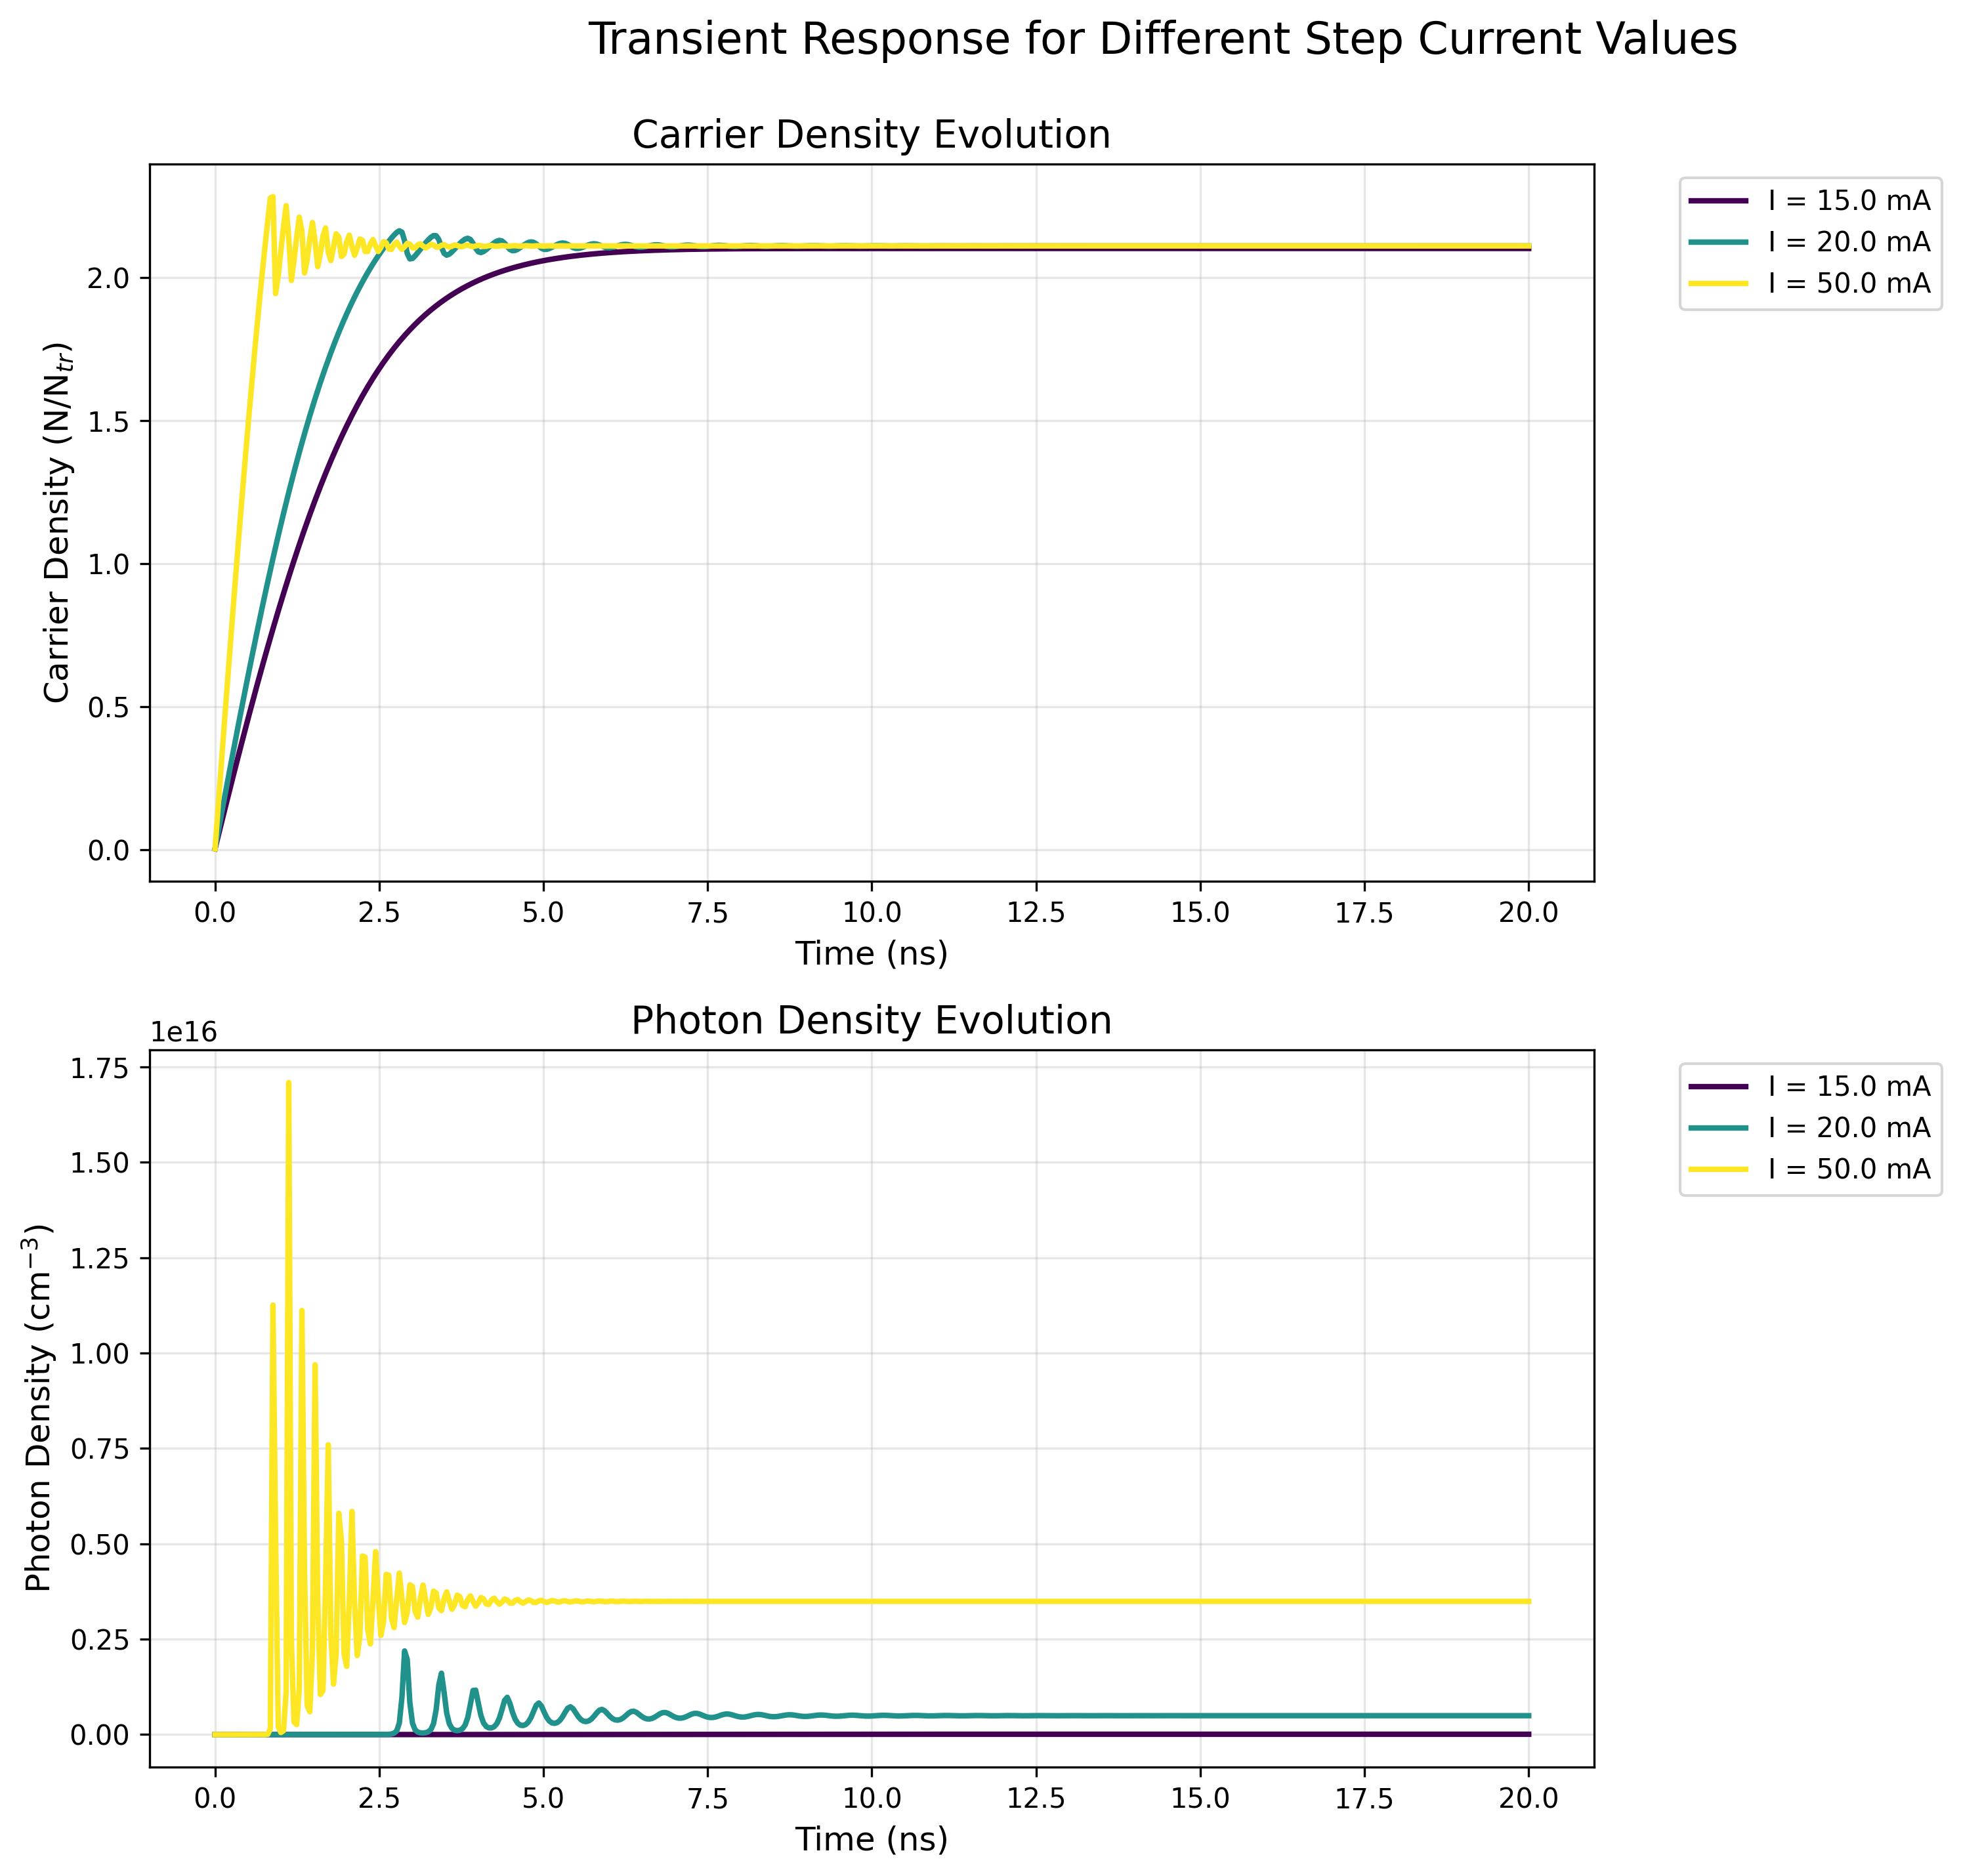 Transient Response for Different Step Current Values
Carrier Density Evolution
Carrier Density (N/N_tr)
2.0
1.5
1.0
0.5
0.0
0.0 2.5 5.0 7.5 10.0 12.5 15.0 17.5 20.0
Time (ns)
I = 15.0 mA
I = 20.0 mA
I = 50.0 mA
Photon Density Evolution
1e16
Photon Density (cm⁻³)
1.75
1.50
1.25
1.00
0.75
0.50
0.25
0.00
0.0 2.5 5.0 7.5 10.0 12.5 15.0 17.5 20.0
Time (ns)
I = 15.0 mA
I = 20.0 mA
I = 50.0 mA